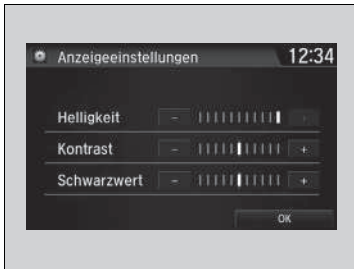 Anzeigeeinstellungen 12:34
Helligkeit - +
Kontrast - +
Schwarzwert - +
OK